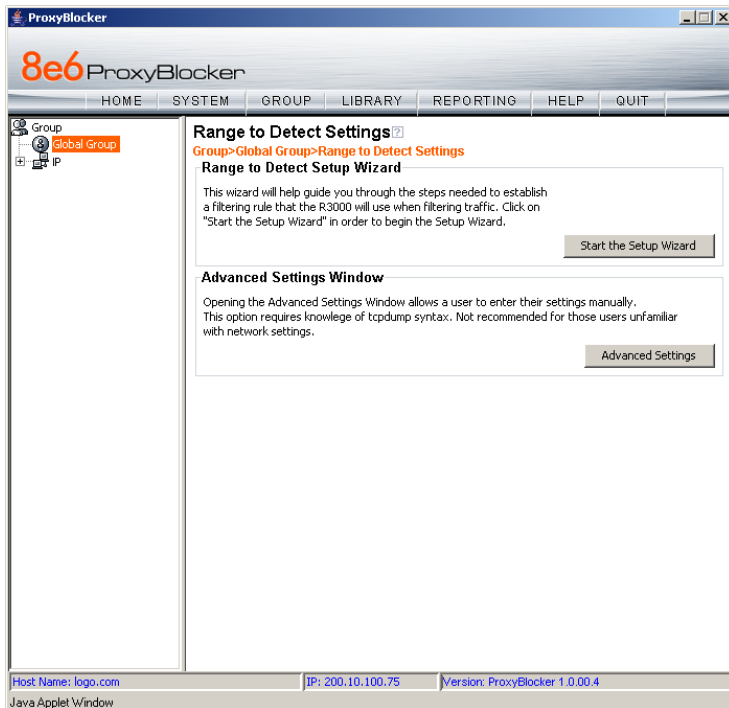 ProxyBlocker
8e6 ProxyBlocker
HOME SYSTEM GROUP LIBRARY REPORTING HELP QUIT
Group
Global Group
IP
Range to Detect Settings?
Group>Global Group>Range to Detect Settings
Range to Detect Setup Wizard
This wizard will help guide you through the steps needed to establish
a filtering rule that the R3000 will use when filtering traffic. Click on
"Start the Setup Wizard" in order to begin the Setup Wizard.
Start the Setup Wizard
Advanced Settings Window
Opening the Advanced Settings Window allows a user to enter their settings manually.
This option requires knowlege of tcpdump syntax. Not recommended for those users unfamiliar
with network settings.
Advanced Settings
Host Name: logo.com IP: 200.10.100.75 Version: ProxyBlocker 1.0.00.4
Java Applet Window